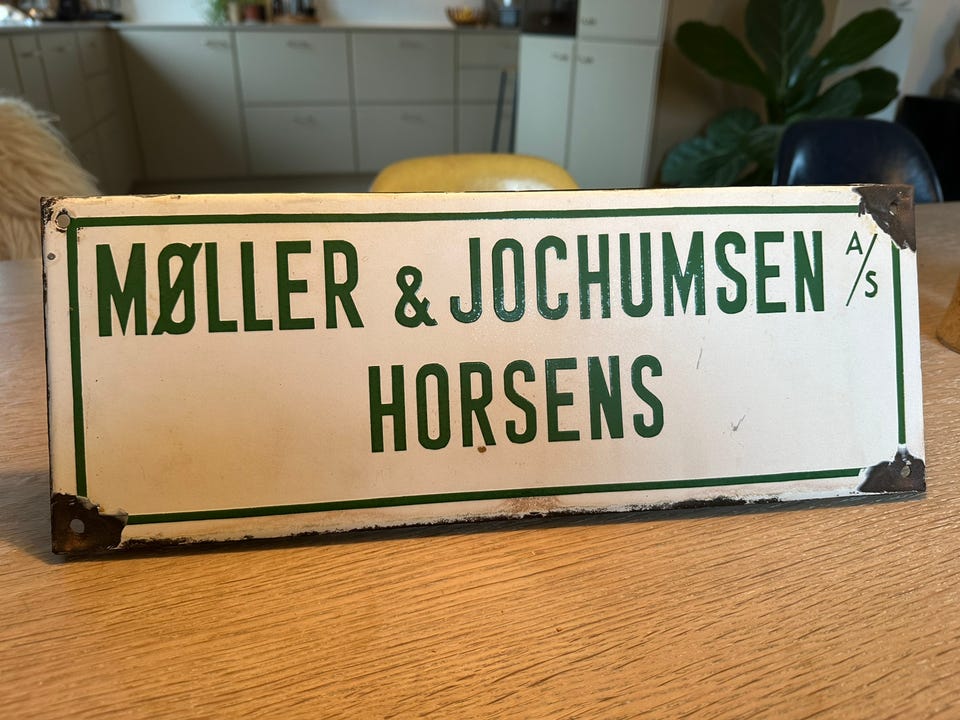 MØLLER & JOCHUMSEN A/S
HORSENS